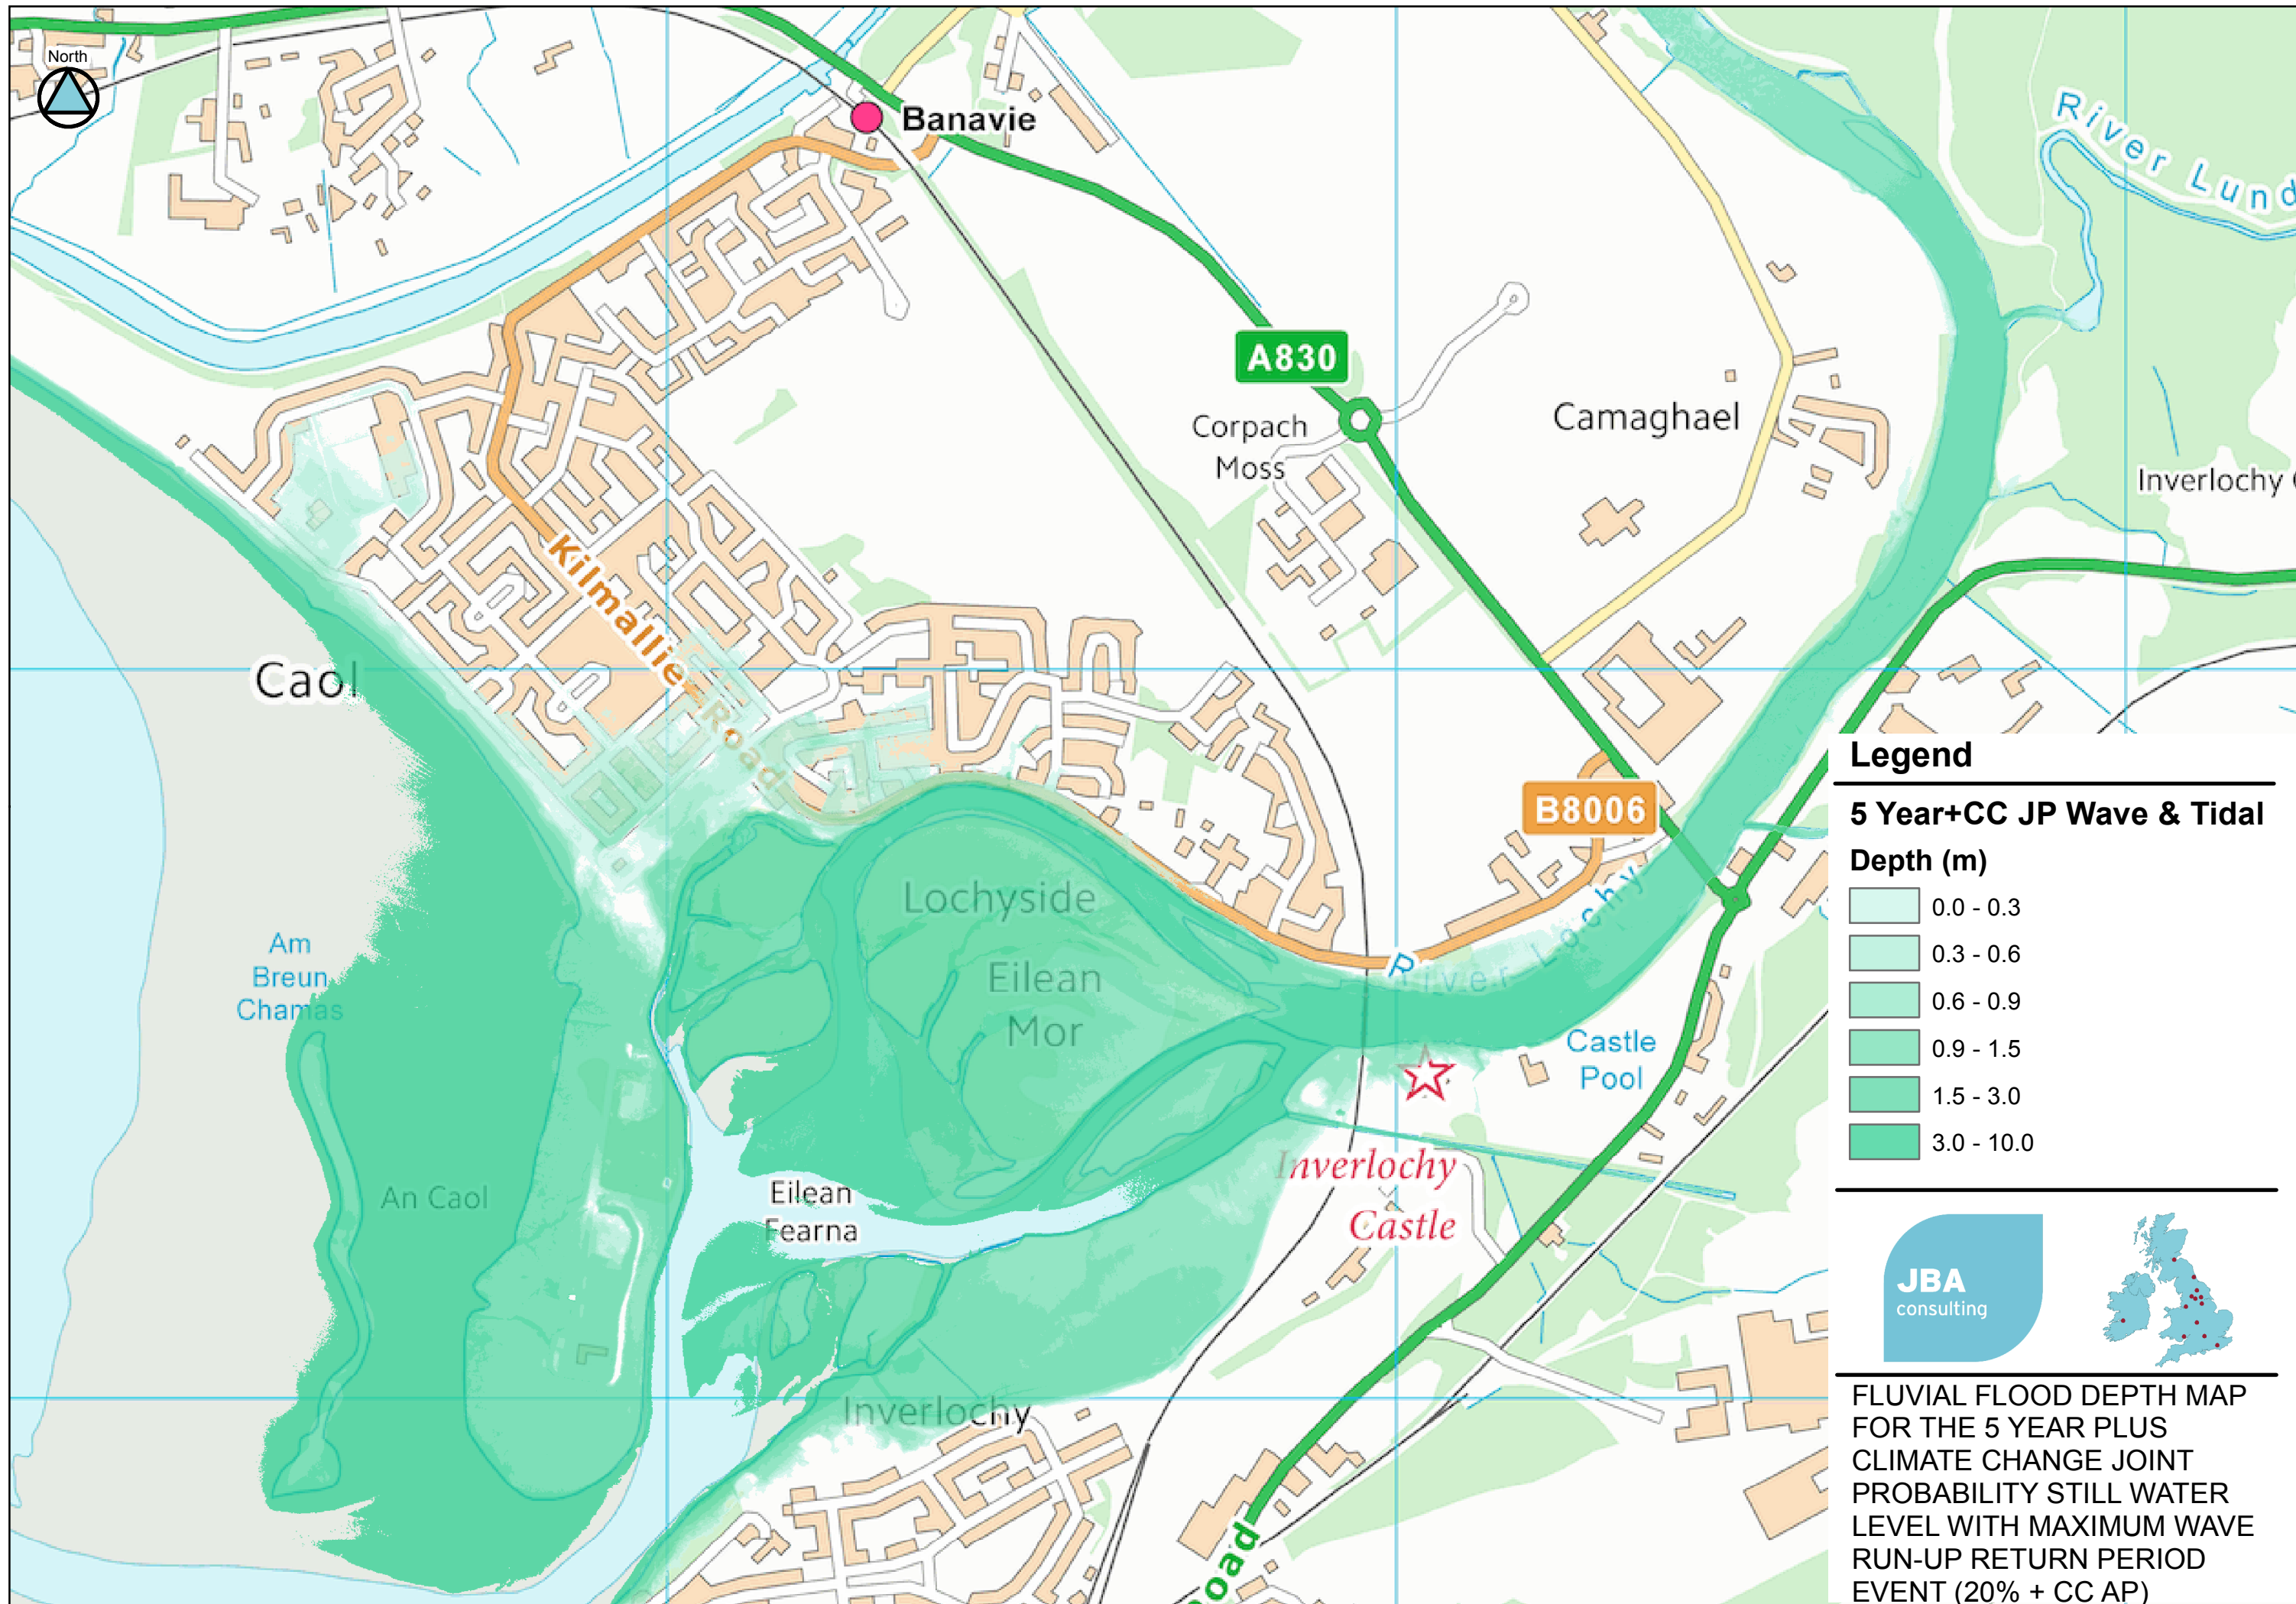 North
Banavie
River Lund
A830
Corpach
Moss
Camaghael
Inverlochy
Kilmallie Road
Caol
B8006
River Lochy
Lochyside
Eilean
Mor
Am
Breun
Chamas
Castle
Pool
Inverlochy
Castle
An Caol
Eilean
Fearna
Inverlochy
Road
Legend
5 Year+CC JP Wave & Tidal
Depth (m)
0.0 - 0.3
0.3 - 0.6
0.6 - 0.9
0.9 - 1.5
1.5 - 3.0
3.0 - 10.0
JBA
consulting
FLUVIAL FLOOD DEPTH MAP
FOR THE 5 YEAR PLUS
CLIMATE CHANGE JOINT
PROBABILITY STILL WATER
LEVEL WITH MAXIMUM WAVE
RUN-UP RETURN PERIOD
EVENT (20% + CC AP)